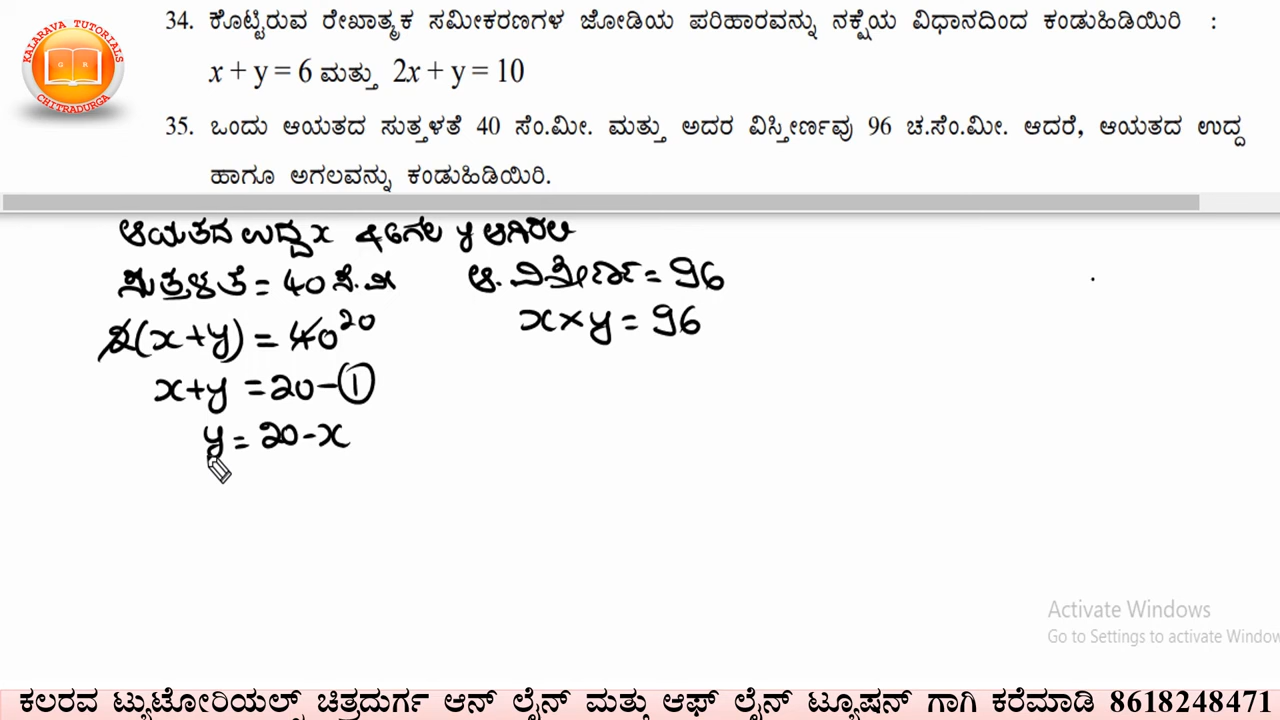 KALARAVA TUTORIALS
G R
CHITRADURGA
34. ಕೊಟ್ಟಿರುವ ರೇಖಾತ್ಮಕ ಸಮೀಕರಣಗಳ ಜೋಡಿಯ ಪರಿಹಾರವನ್ನು ನಕ್ಷೆಯ ವಿಧಾನದಿಂದ ಕಂಡುಹಿಡಿಯಿರಿ :
x + y = 6 ಮತ್ತು 2x + y = 10
35. ಒಂದು ಆಯತದ ಸುತ್ತಳತೆ 40 ಸೆಂ.ಮೀ. ಮತ್ತು ಅದರ ವಿಸ್ತೀರ್ಣವು 96 ಚ.ಸೆಂ.ಮೀ. ಆದರೆ, ಆಯತದ ಉದ್ದ
ಹಾಗೂ ಅಗಲವನ್ನು ಕಂಡುಹಿಡಿಯಿರಿ.
ಆಯತದ ಉದ್ದ x y ಆಗಿರಲಿ
ಸುತ್ತಳತೆ = 40 ಸೆ.ಮೀ
2(x+y) = 40 20
x+y = 20 - ①
y = 20 - x
ಆ. ವಿಸ್ತೀರ್ಣ = 96
x × y = 96
Activate Windows
Go to Settings to activate Window
ಕಲರವ ಟ್ಯುಟೋರಿಯಲ್ಸ್ ಚಿತ್ರದುರ್ಗ ಆನ್ ಲೈನ್ ಮತ್ತು ಆಫ್ ಲೈನ್ ಟ್ಯೂಷನ್ ಗಾಗಿ ಕರೆಮಾಡಿ 8618248471